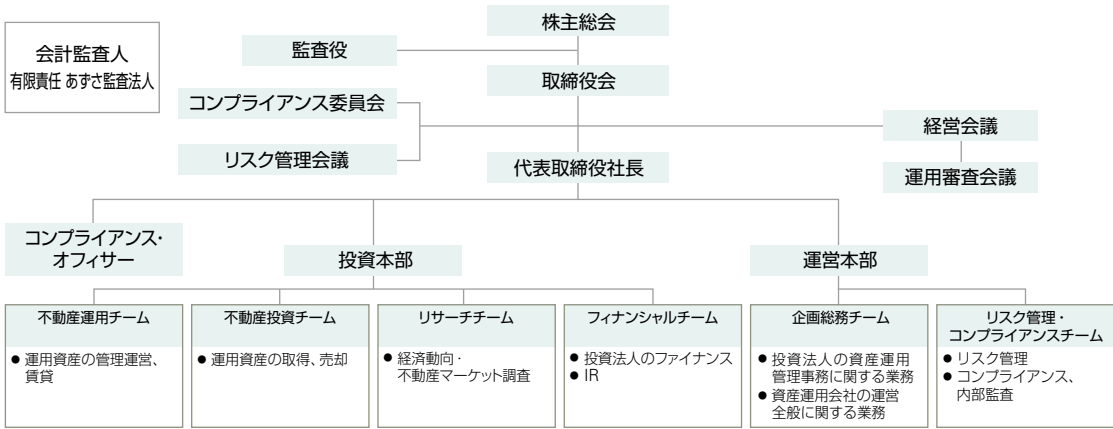 株主総会
会計監査人
有限責任 あずさ監査法人
監査役
取締役会
コンプライアンス委員会
経営会議
リスク管理会議
代表取締役社長
運用審査会議
コンプライアンス・
オフィサー
投資本部
運営本部
不動産運用チーム
● 運用資産の管理運営、
賃貸
不動産投資チーム
● 運用資産の取得、売却
リサーチチーム
● 経済動向・
不動産マーケット調査
フィナンシャルチーム
● 投資法人のファイナンス
● IR
企画総務チーム
● 投資法人の資産運用
管理事務に関する業務
● 資産運用会社の運営
全般に関する業務
リスク管理・
コンプライアンスチーム
● リスク管理
● コンプライアンス、
内部監査